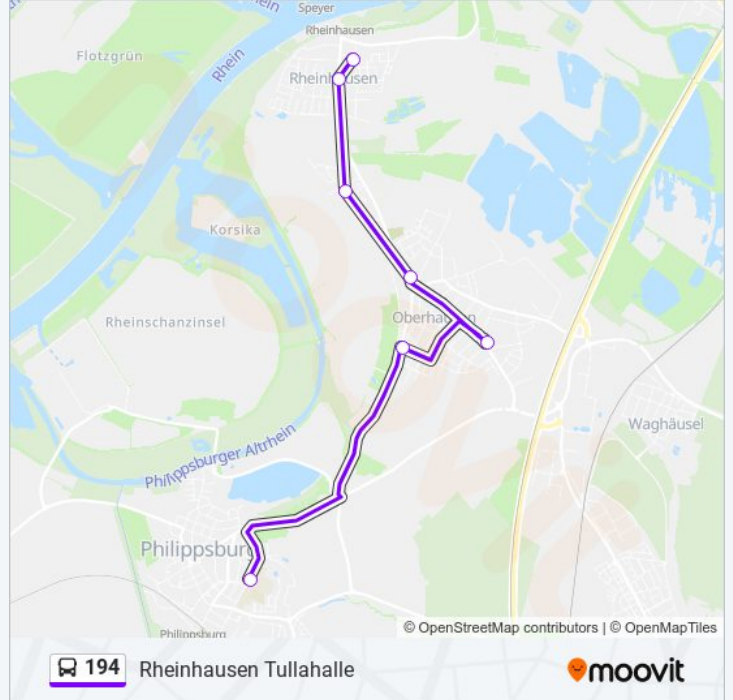 Speyer
Rheinhausen
Flotzgrün
Rhein
Rheinhausen
Korsika
Rheinschanzinsel
Oberhausen
Waghäusel
Philippsburger Altrhein
Philippsburg
Philippsburg
© OpenStreetMap contributors | © OpenMapTiles
194 Rheinhausen Tullahalle
moovit